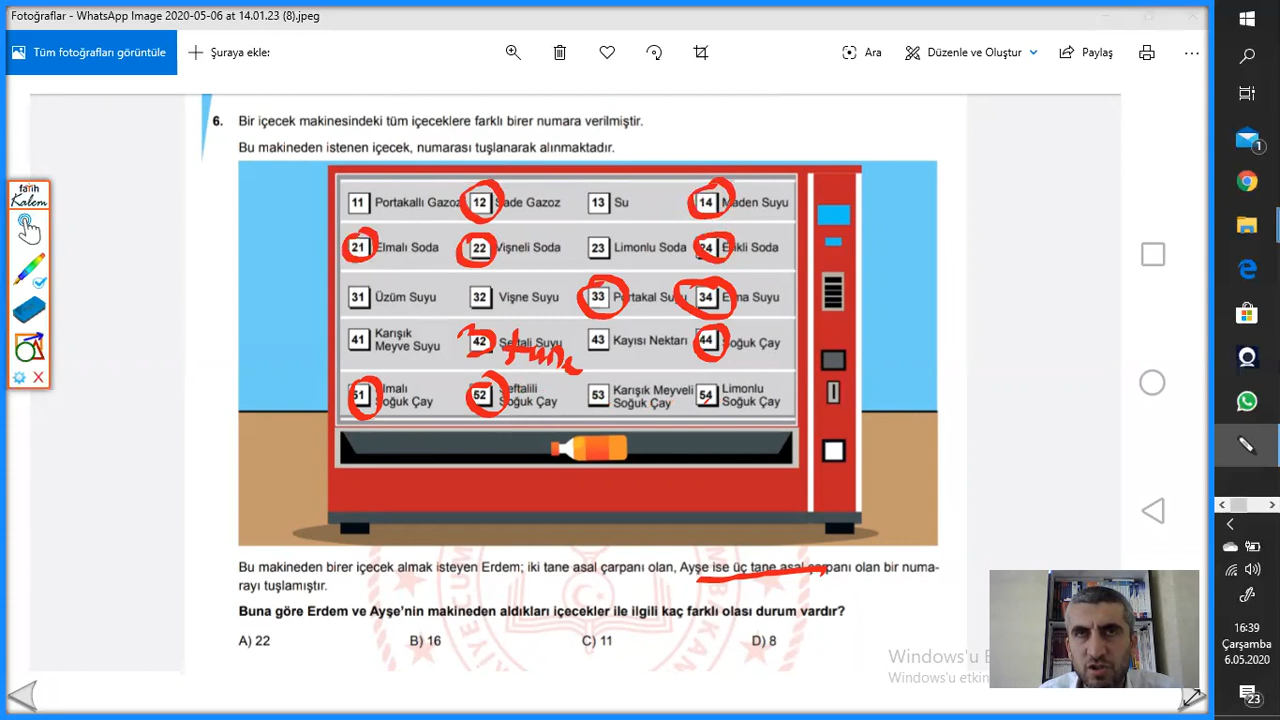 Fotoğraflar - WhatsApp Image 2020-05-06 at 14.01.23 (8).jpeg
Tüm fotoğrafları görüntüle
Şuraya ekle:
Ara
Düzenle ve Oluştur
Paylaş
fatih
Kalem
6. Bir içecek makinesindeki tüm içeceklere farklı birer numara verilmiştir.
Bu makineden istenen içecek, numarası tuşlanarak alınmaktadır.
11 Portakallı Gazoz 12 Sade Gazoz 13 Su 14 Maden Suyu
21 Elmalı Soda 22 Vişneli Soda 23 Limonlu Soda 24 Erikli Soda
31 Üzüm Suyu 32 Vişne Suyu 33 Portakal Suyu 34 Elma Suyu
41 Karışık Meyve Suyu 42 Şeftali Suyu 43 Kayısı Nektarı 44 Soğuk Çay
tane
51 Elmalı Soğuk Çay 52 Şeftalili Soğuk Çay 53 Karışık Meyveli Soğuk Çay 54 Limonlu Soğuk Çay
Bu makineden birer içecek almak isteyen Erdem; iki tane asal çarpanı olan, Ayşe ise üç tane asal çarpanı olan bir numa-
rayı tuşlamıştır.
Buna göre Erdem ve Ayşe'nin makineden aldıkları içecekler ile ilgili kaç farklı olası durum vardır?
A) 22 B) 16 C) 11 D) 8
Windows'u E
Windows'u etkin
1
16:39
Çarşamba
6.05.2020
23